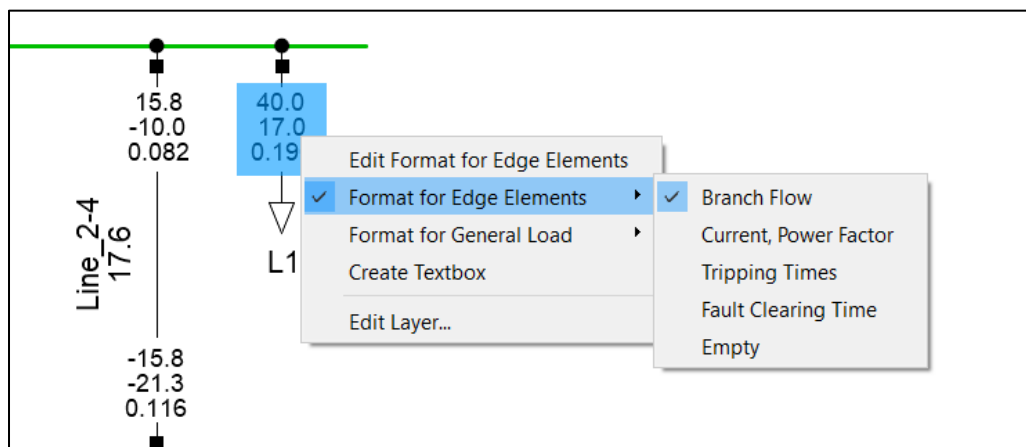 15.8
-10.0
0.082
40.0
17.0
0.19
Line_2-4
17.6
L1
-15.8
-21.3
0.116
Edit Format for Edge Elements
Format for Edge Elements
Format for General Load
Create Textbox
Edit Layer...
Branch Flow
Current, Power Factor
Tripping Times
Fault Clearing Time
Empty